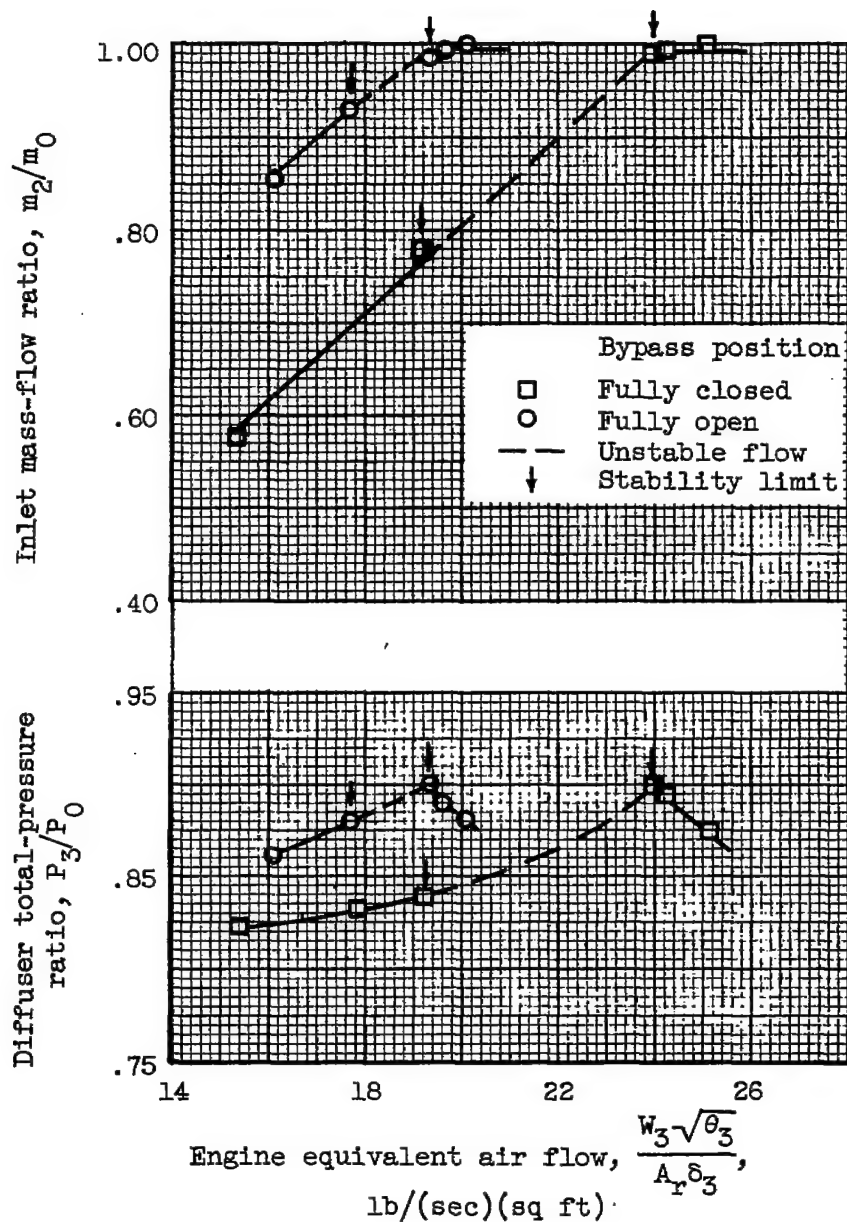 Inlet mass-flow ratio, m2/m0
1.00
.80
.60
.40
Bypass position
Fully closed
Fully open
Unstable flow
Stability limit
Diffuser total-pressure
ratio, P3/P0
.95
.85
.75
14 18 22 26
Engine equivalent air flow, W3√θ3 / Arδ3,
lb/(sec)(sq ft)